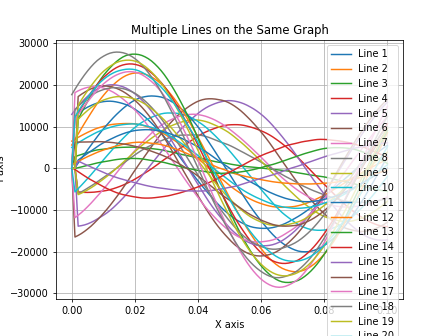 Multiple Lines on the Same Graph
30000
20000
10000
0
−10000
−20000
−30000
0.00
0.02
0.04
0.06
0.08
X axis
Line 1
Line 2
Line 3
Line 4
Line 5
Line 6
Line 7
Line 8
Line 9
Line 10
Line 11
Line 12
Line 13
Line 14
Line 15
Line 16
Line 17
Line 18
Line 19